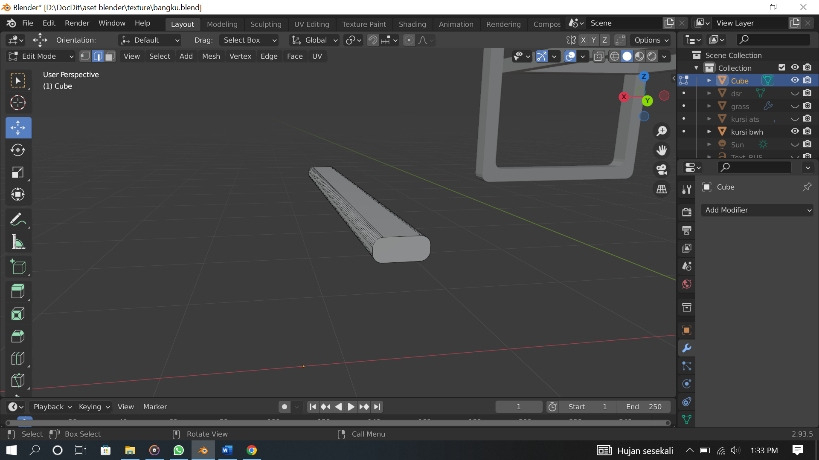 Blender* [D:\DocDitf\aset blender\texture\bangku.blend]
File Edit Render Window Help Layout Modeling Sculpting UV Editing Texture Paint Shading Animation Rendering Compos Scene View Layer
Orientation: Default Drag: Select Box Global X Y Z Options
Edit Mode View Select Add Mesh Vertex Edge Face UV
User Perspective
(1) Cube
Z
X
Y
Scene Collection
Collection
Cube
dsr
grass
kursi ats
kursi bwh
Sun
Cube
Add Modifier
Playback Keying View Marker 1 Start 1 End 250
Select Box Select Rotate View Call Menu 2.93.5
Hujan sesekali 1:33 PM